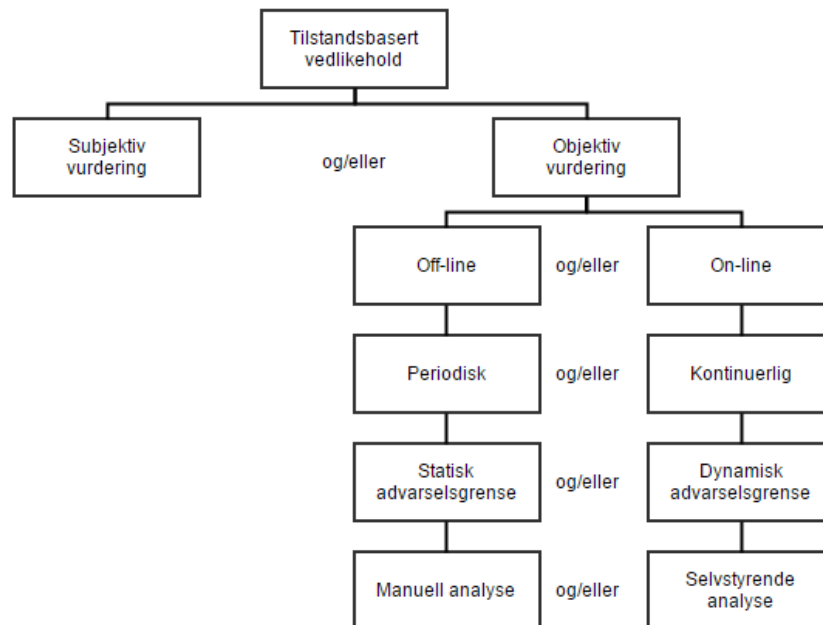 Tilstandsbasert
vedlikehold
Subjektiv
vurdering
og/eller
Objektiv
vurdering
Off-line
og/eller
On-line
Periodisk
og/eller
Kontinuerlig
Statisk
advarselsgrense
og/eller
Dynamisk
advarselsgrense
Manuell analyse
og/eller
Selvstyrende
analyse